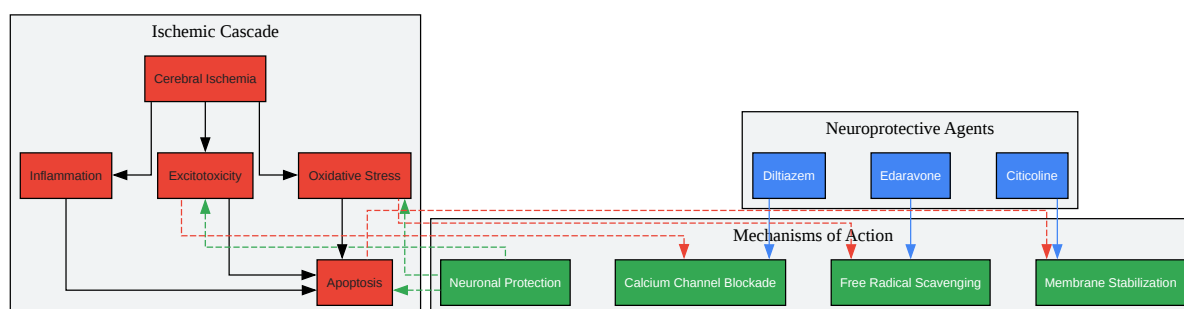 Ischemic Cascade
Cerebral Ischemia
Inflammation
Excitotoxicity
Oxidative Stress
Apoptosis
Neuroprotective Agents
Diltiazem
Edaravone
Citicoline
Mechanisms of Action
Neuronal Protection
Calcium Channel Blockade
Free Radical Scavenging
Membrane Stabilization